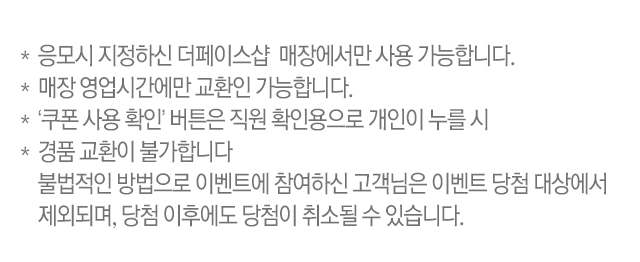 * 응모시 지정하신 더페이스샵 매장에서만 사용 가능합니다.
* 매장 영업시간에만 교환인 가능합니다.
* ‘쿠폰 사용 확인’ 버튼은 직원 확인용으로 개인이 누를 시
* 경품 교환이 불가합니다
불법적인 방법으로 이벤트에 참여하신 고객님은 이벤트 당첨 대상에서
제외되며, 당첨 이후에도 당첨이 취소될 수 있습니다.